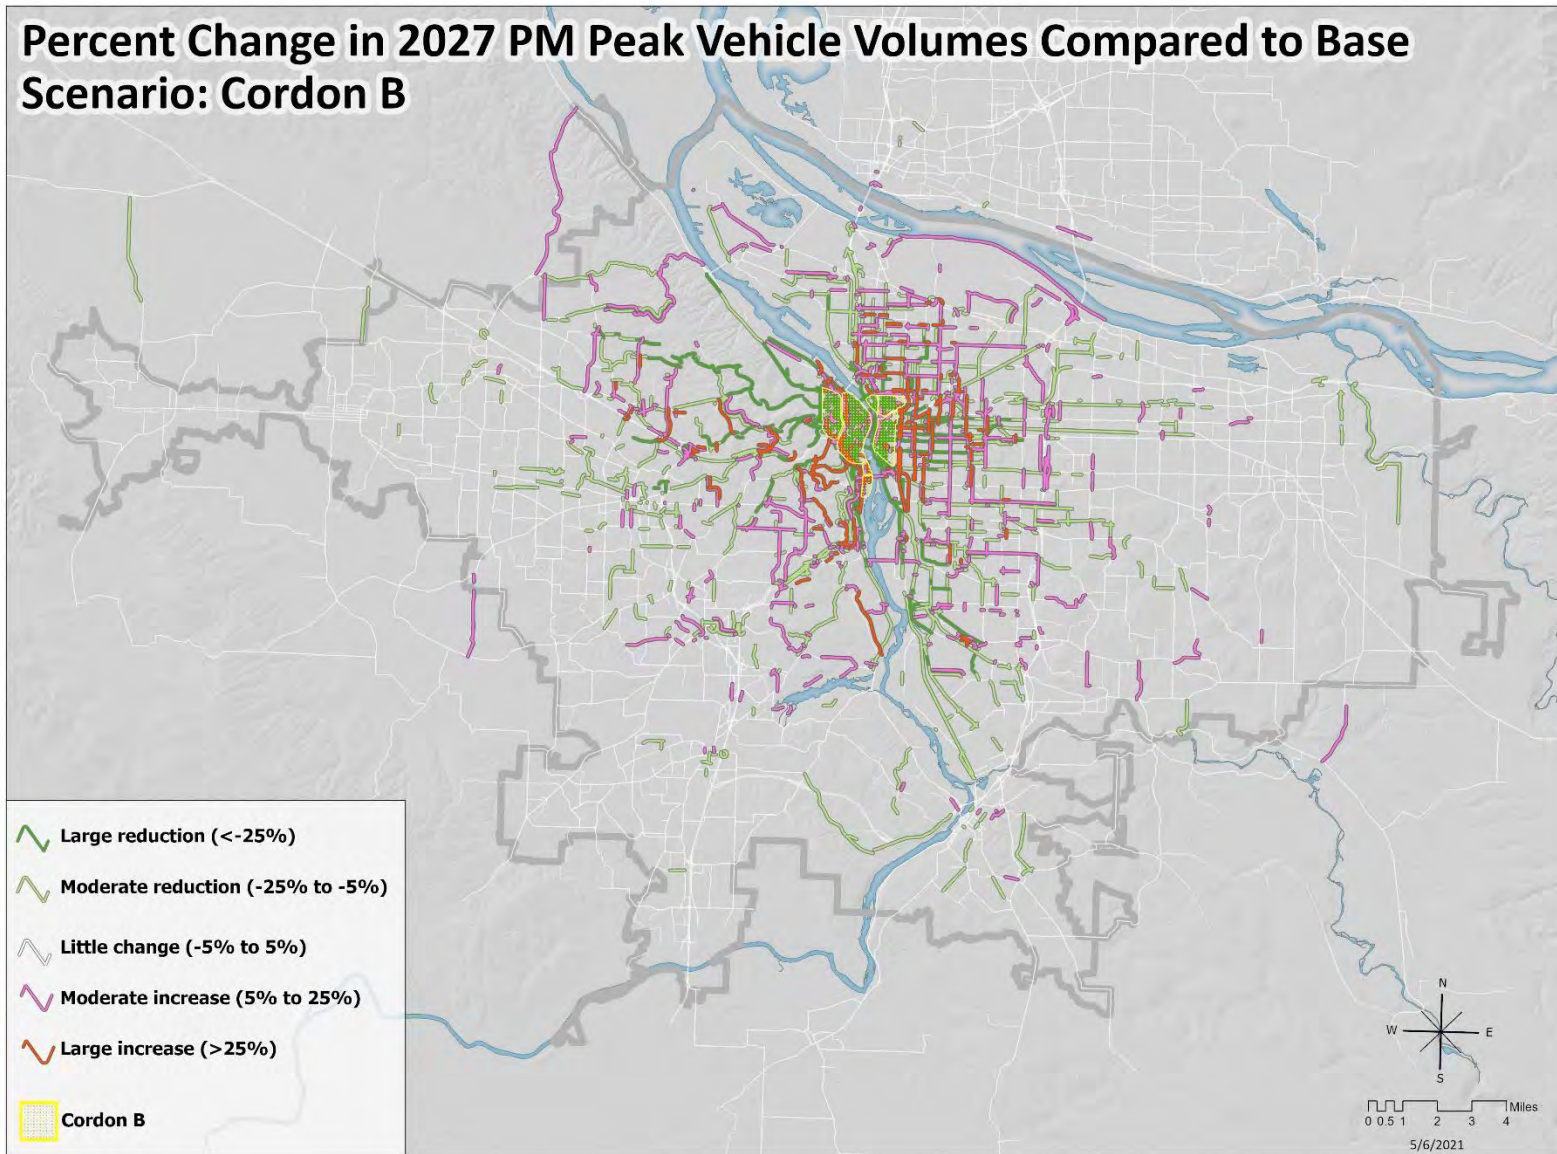 Percent Change in 2027 PM Peak Vehicle Volumes Compared to Base
Scenario: Cordon B
Large reduction (<-25%)
Moderate reduction (-25% to -5%)
Little change (-5% to 5%)
Moderate increase (5% to 25%)
Large increase (>25%)
Cordon B
N
W E
S
Miles
0 0.5 1 2 3 4
5/6/2021